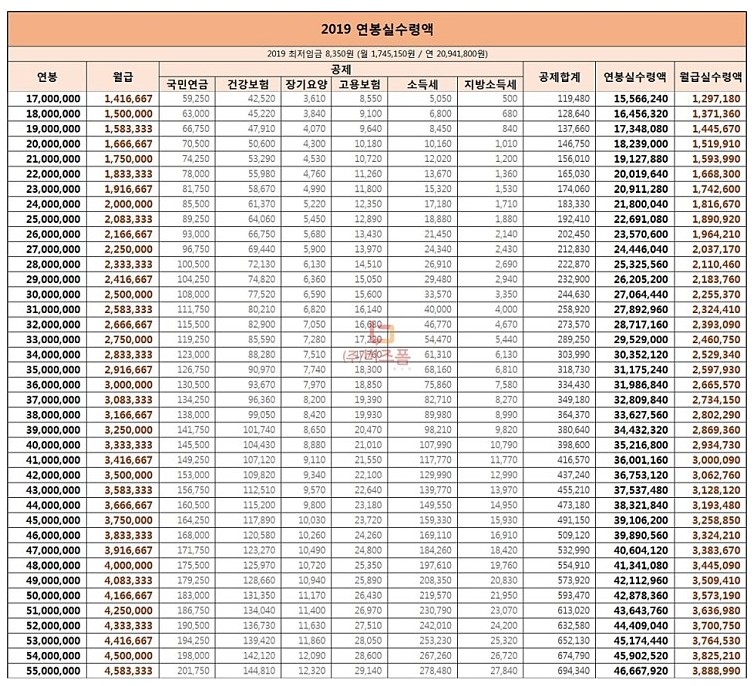 2019 연봉실수령액
2019 최저임금 8,350원 (월 1,745,150원 / 연 20,941,800원)
연봉 월급 공제 공제합계 연봉실수령액 월급실수령액
국민연금 건강보험 장기요양 고용보험 소득세 지방소득세
17,000,000 1,416,667 59,250 42,520 3,610 8,550 5,050 500 119,480 15,566,240 1,297,180
18,000,000 1,500,000 63,000 45,220 3,840 9,100 6,800 680 128,640 16,456,320 1,371,360
19,000,000 1,583,333 66,750 47,910 4,070 9,640 8,450 840 137,660 17,348,080 1,445,670
20,000,000 1,666,667 70,500 50,600 4,300 10,180 10,160 1,010 146,750 18,239,000 1,519,910
21,000,000 1,750,000 74,250 53,290 4,530 10,720 12,020 1,200 156,010 19,127,880 1,593,990
22,000,000 1,833,333 78,000 55,980 4,760 11,260 13,670 1,360 165,030 20,019,640 1,668,300
23,000,000 1,916,667 81,750 58,670 4,990 11,800 15,320 1,530 174,060 20,911,280 1,742,600
24,000,000 2,000,000 85,500 61,370 5,220 12,350 17,180 1,710 183,330 21,800,040 1,816,670
25,000,000 2,083,333 89,250 64,060 5,450 12,890 18,880 1,880 192,410 22,691,080 1,890,920
26,000,000 2,166,667 93,000 66,750 5,680 13,430 21,450 2,140 202,450 23,570,600 1,964,210
27,000,000 2,250,000 96,750 69,440 5,900 13,970 24,340 2,430 212,830 24,446,040 2,037,170
28,000,000 2,333,333 100,500 72,130 6,130 14,510 26,910 2,690 222,870 25,325,560 2,110,460
29,000,000 2,416,667 104,250 74,820 6,360 15,050 29,480 2,940 232,900 26,205,200 2,183,760
30,000,000 2,500,000 108,000 77,520 6,590 15,600 33,570 3,350 244,630 27,064,440 2,255,370
31,000,000 2,583,333 111,750 80,210 6,820 16,140 40,000 4,000 258,920 27,892,960 2,324,410
32,000,000 2,666,667 115,500 82,900 7,050 16,680 46,770 4,670 273,570 28,717,160 2,393,090
33,000,000 2,750,000 119,250 85,590 7,280 17,220 54,470 5,440 289,250 29,529,000 2,460,750
34,000,000 2,833,333 123,000 88,280 7,510 17,760 61,310 6,130 303,990 30,352,120 2,529,340
35,000,000 2,916,667 126,750 90,970 7,740 18,300 68,160 6,810 318,730 31,175,240 2,597,930
36,000,000 3,000,000 130,500 93,670 7,970 18,850 75,860 7,580 334,430 31,986,840 2,665,570
37,000,000 3,083,333 134,250 96,360 8,200 19,390 82,710 8,270 349,180 32,809,840 2,734,150
38,000,000 3,166,667 138,000 99,050 8,420 19,930 89,980 8,990 364,370 33,627,560 2,802,290
39,000,000 3,250,000 141,750 101,740 8,650 20,470 98,210 9,820 380,640 34,432,320 2,869,360
40,000,000 3,333,333 145,500 104,430 8,880 21,010 107,990 10,790 398,600 35,216,800 2,934,730
41,000,000 3,416,667 149,250 107,120 9,110 21,550 117,770 11,770 416,570 36,001,160 3,000,090
42,000,000 3,500,000 153,000 109,820 9,340 22,100 129,990 12,990 437,240 36,753,120 3,062,760
43,000,000 3,583,333 156,750 112,510 9,570 22,640 139,770 13,970 455,210 37,537,480 3,128,120
44,000,000 3,666,667 160,500 115,200 9,800 23,180 149,550 14,950 473,180 38,321,840 3,193,480
45,000,000 3,750,000 164,250 117,890 10,030 23,720 159,330 15,930 491,150 39,106,200 3,258,850
46,000,000 3,833,333 168,000 120,580 10,260 24,260 169,110 16,910 509,120 39,890,560 3,324,210
47,000,000 3,916,667 171,750 123,270 10,490 24,800 184,260 18,420 532,990 40,604,120 3,383,670
48,000,000 4,000,000 175,500 125,970 10,720 25,350 197,610 19,760 554,910 41,341,080 3,445,090
49,000,000 4,083,333 179,250 128,660 10,940 25,890 208,350 20,830 573,920 42,112,960 3,509,410
50,000,000 4,166,667 183,000 131,350 11,170 26,430 219,570 21,950 593,470 42,878,360 3,573,190
51,000,000 4,250,000 186,750 134,040 11,400 26,970 230,790 23,070 613,020 43,643,760 3,636,980
52,000,000 4,333,333 190,500 136,730 11,630 27,510 242,010 24,200 632,580 44,409,040 3,700,750
53,000,000 4,416,667 194,250 139,420 11,860 28,050 253,230 25,320 652,130 45,174,440 3,764,530
54,000,000 4,500,000 198,000 142,120 12,090 28,600 267,260 26,720 674,790 45,902,520 3,825,210
55,000,000 4,583,333 201,750 144,810 12,320 29,140 278,480 27,840 694,340 46,667,920 3,888,990